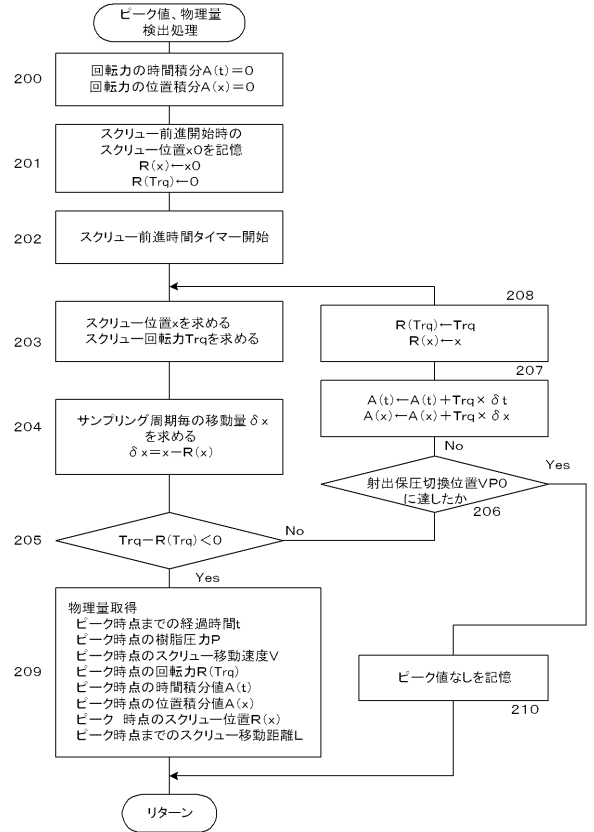 ピーク値、物理量
検出処理
200
回転力の時間積分A(t)=0
回転力の位置積分A(x)=0
201
スクリュー前進開始時の
スクリュー位置x0を記憶
R(x)←x0
R(Trq)←0
202
スクリュー前進時間タイマー開始
203
スクリュー位置xを求める
スクリュー回転力Trqを求める
204
サンプリング周期毎の移動量δx
を求める
δx=x-R(x)
205
Trq-R(Trq)<0
No
Yes
射出保圧切換位置VP0
に達したか
206
No
Yes
207
A(t)←A(t)+Trq×δt
A(x)←A(x)+Trq×δx
208
R(Trq)←Trq
R(x)←x
209
物理量取得
ピーク時点までの経過時間t
ピーク時点の樹脂圧力P
ピーク時点のスクリュー移動速度V
ピーク時点の回転力R(Trq)
ピーク時点の時間積分値A(t)
ピーク時点の位置積分値A(x)
ピーク 時点のスクリュー位置R(x)
ピーク時点までのスクリュー移動距離L
ピーク値なしを記憶
210
リターン